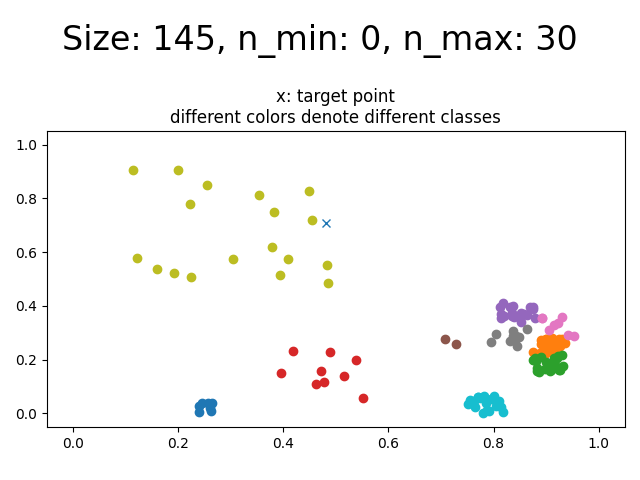 Size: 145, n_min: 0, n_max: 30
x: target point
different colors denote different classes
1.0
0.8
0.6
0.4
0.2
0.0
0.0 0.2 0.4 0.6 0.8 1.0